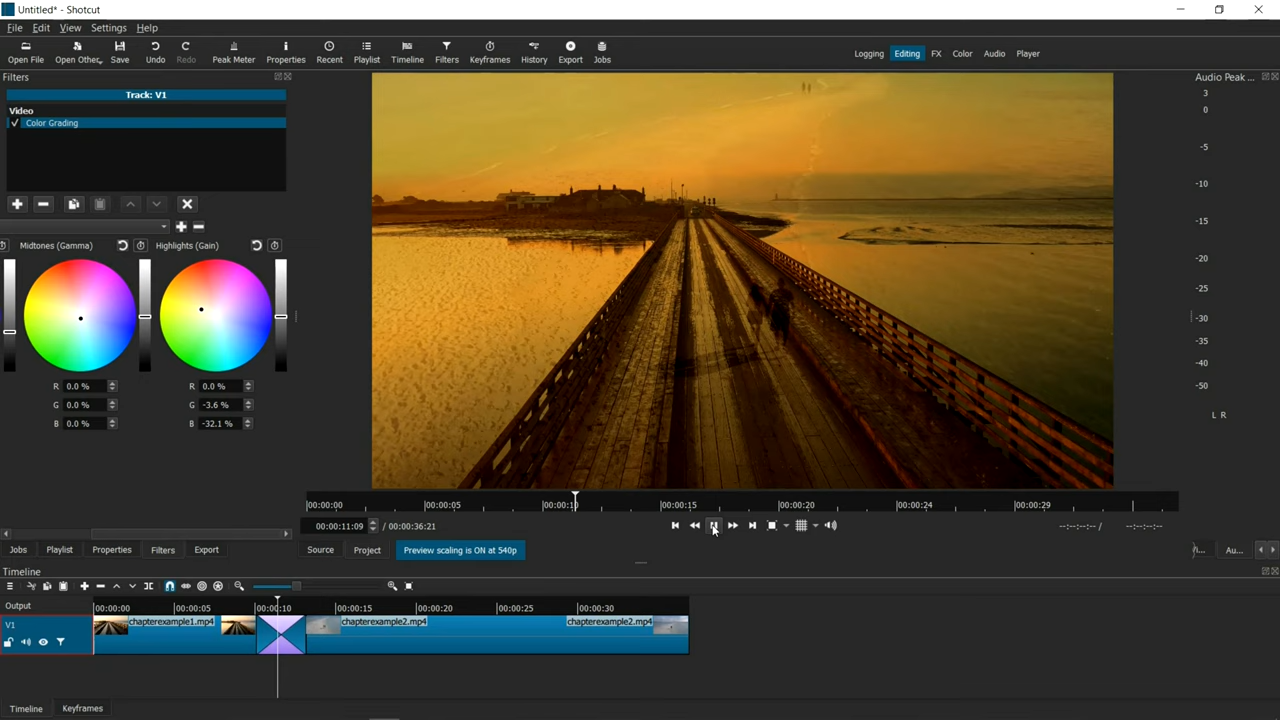 Untitled* - Shotcut
File Edit View Settings Help
Open File Open Other.. Save Undo Redo Peak Meter Properties Recent Playlist Timeline Filters Keyframes History Export Jobs
Logging Editing FX Color Audio Player
Filters
Audio Peak ...
Track: V1
Video
Color Grading
Midtones (Gamma) Highlights (Gain)
R 0.0 % R 0.0 %
G 0.0 % G -3.6 %
B 0.0 % B -32.1 %
3
0
-5
-10
-15
-20
-25
-30
-35
-40
-50
L R
00:00:00 00:00:05 00:00:10 00:00:15 00:00:20 00:00:24 00:00:29
00:00:11:09 / 00:00:36:21
--:--:--:-- / --:--:--:--
Jobs Playlist Properties Filters Export
Source Project Preview scaling is ON at 540p
Au...
Timeline
Output 00:00:00 00:00:05 00:00:10 00:00:15 00:00:20 00:00:25 00:00:30
V1 chapterexample1.mp4 chapterexample2.mp4 chapterexample2.mp4
Timeline Keyframes